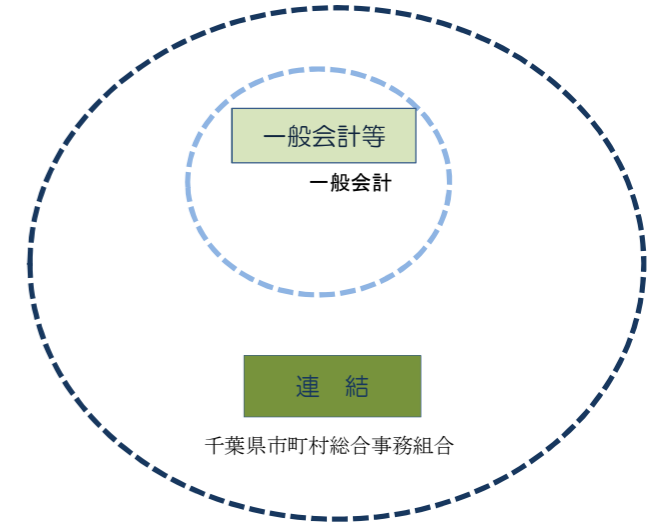 一般会計等
一般会計
連　結
千葉県市町村総合事務組合